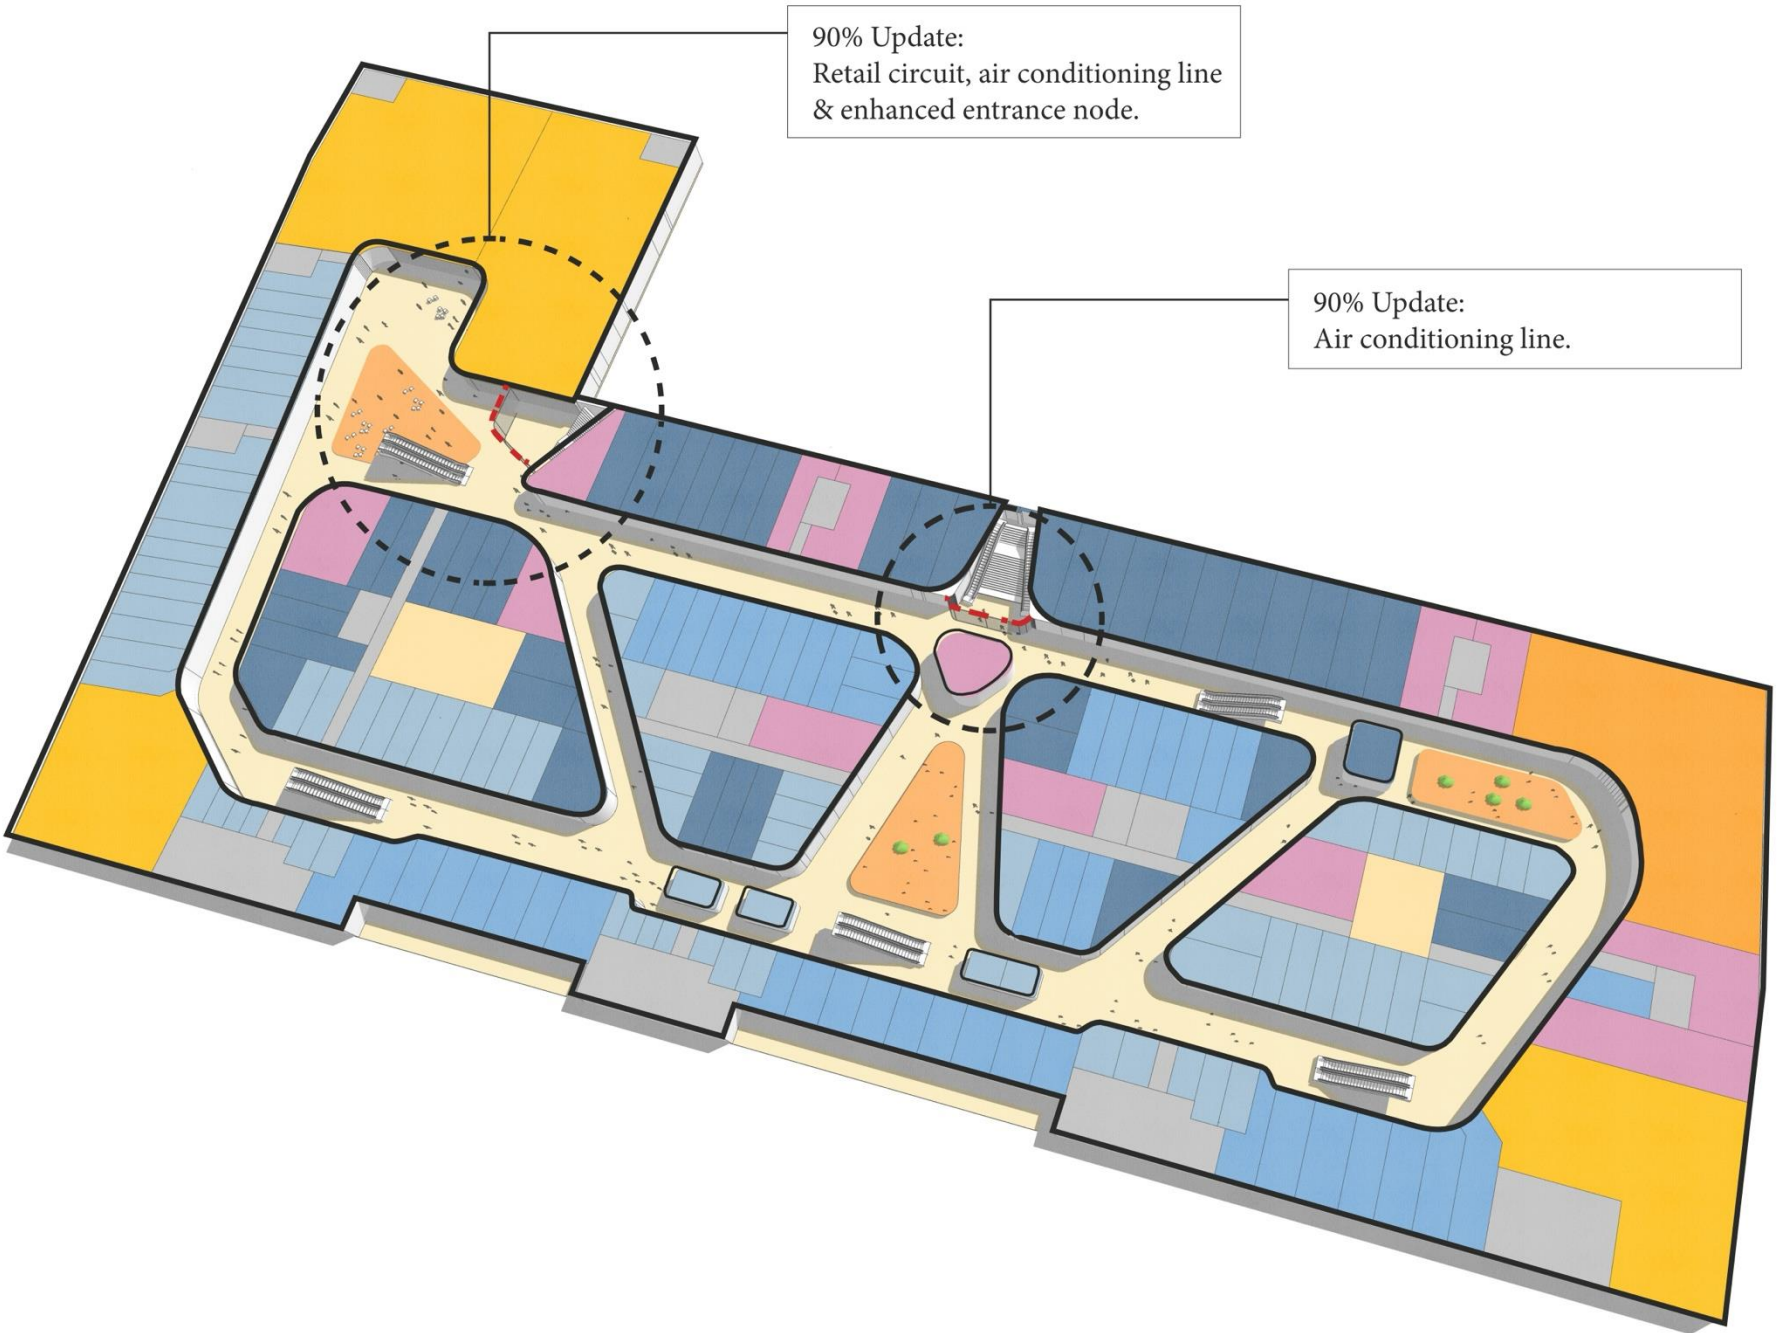 90% Update:
Retail circuit, air conditioning line
& enhanced entrance node.
90% Update:
Air conditioning line.